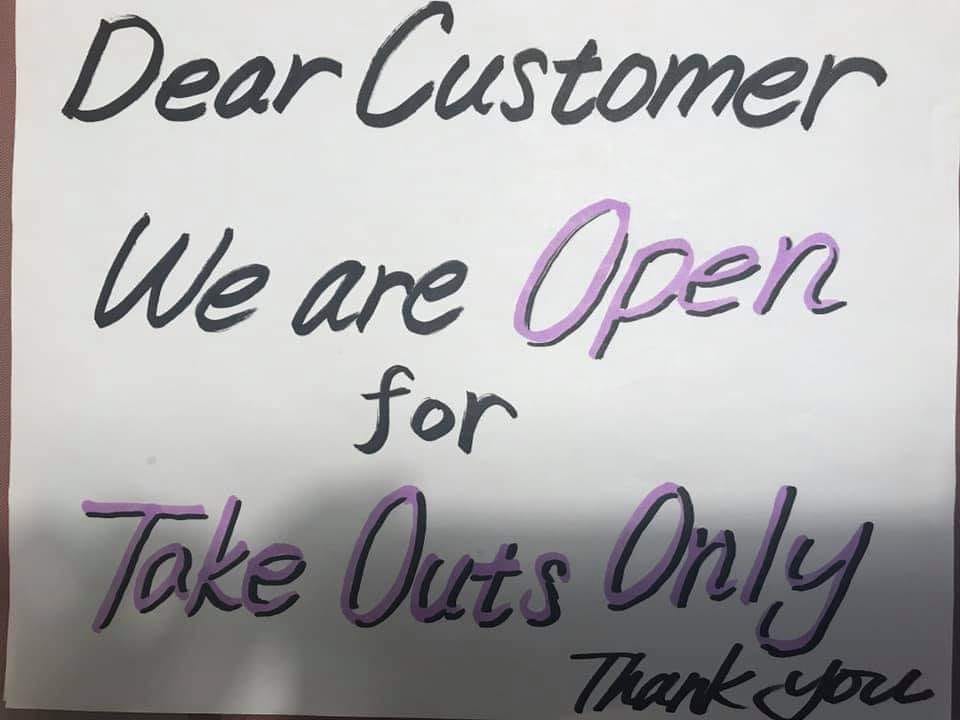 Dear Customer
We are Open
for
Take Outs Only
Thank you